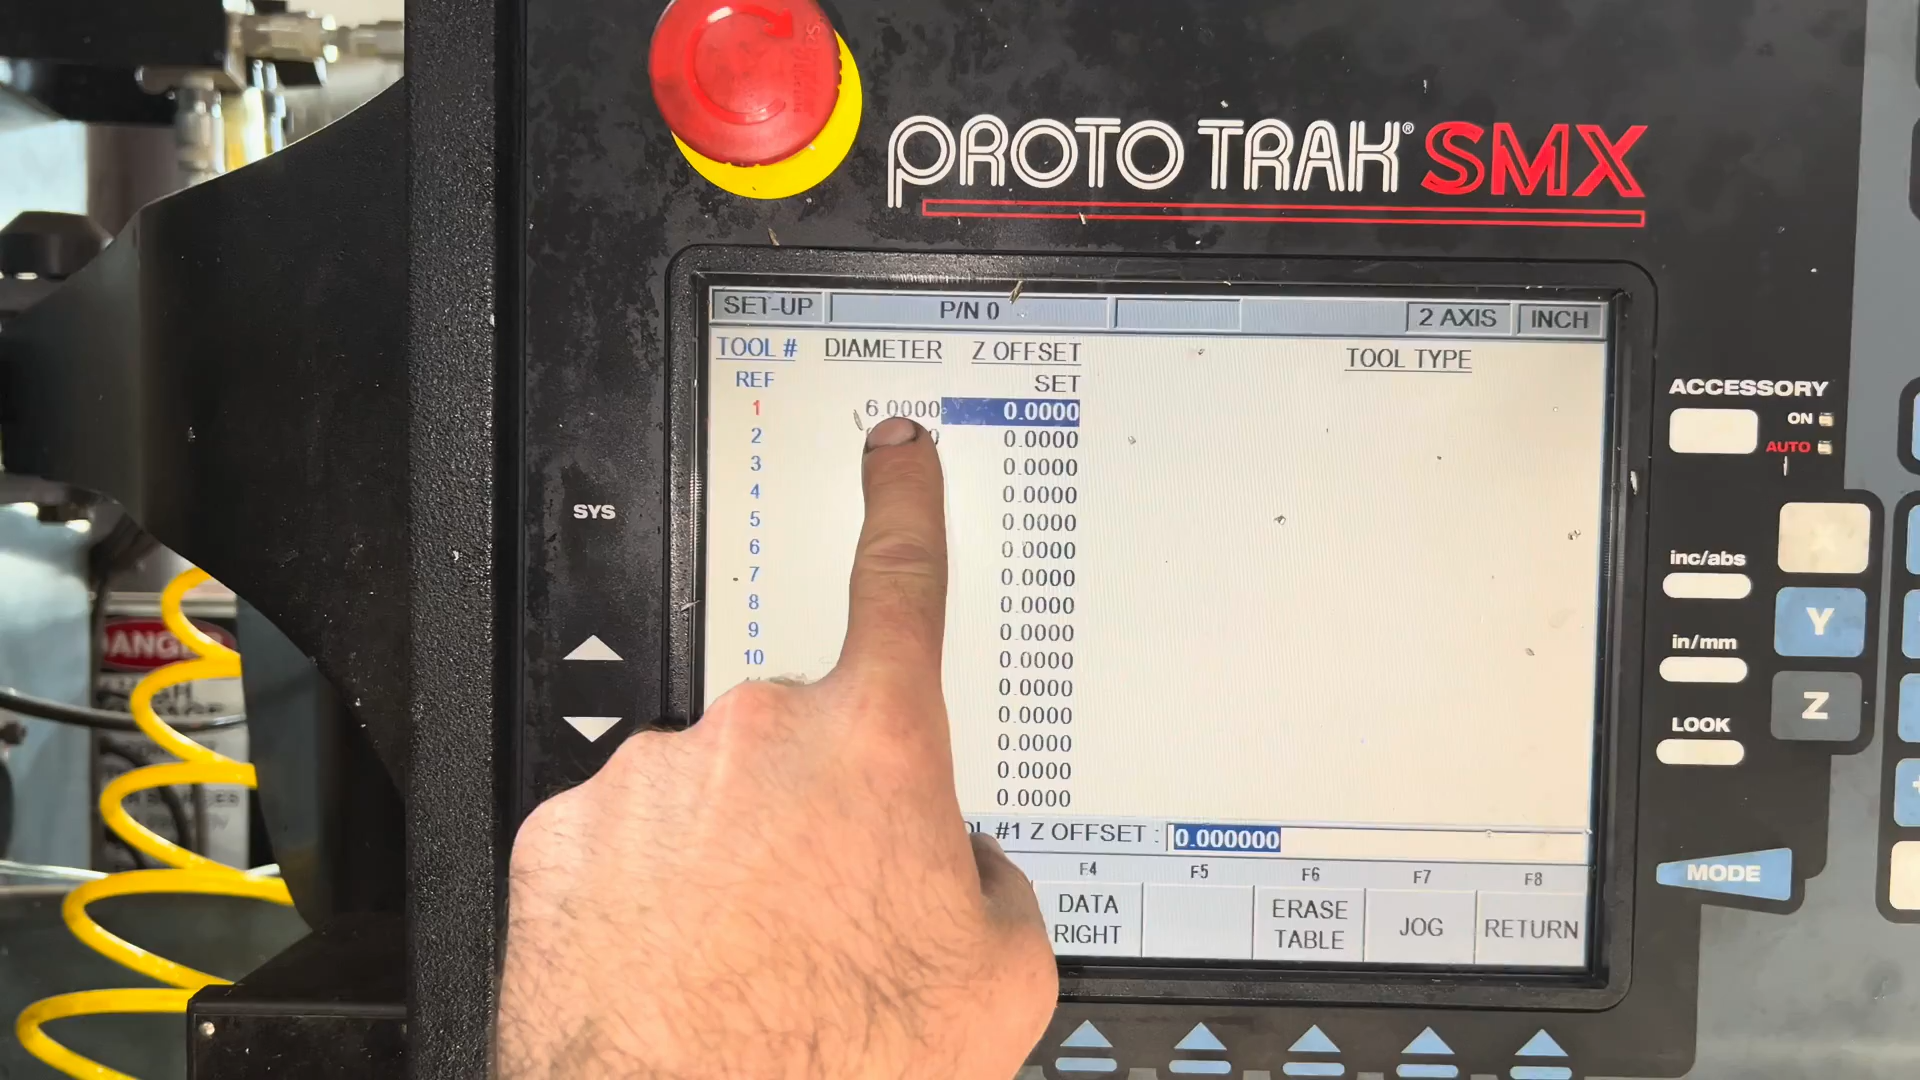 PROTO TRAK® SMX
SET-UP P/N 0 2 AXIS INCH
TOOL # DIAMETER Z OFFSET TOOL TYPE
REF SET
1 6.0000 0.0000
2 0.0000
3 0.0000
4 0.0000
5 0.0000
6 0.0000
7 0.0000
8 0.0000
9 0.0000
10 0.0000
0.0000
0.0000
0.0000
0.0000
0.0000
#1 Z OFFSET : 0.000000
F4 F5 F6 F7 F8
DATA RIGHT
ERASE TABLE
JOG
RETURN
SYS
ACCESSORY
ON
AUTO
inc/abs
in/mm
LOOK
Y
Z
MODE